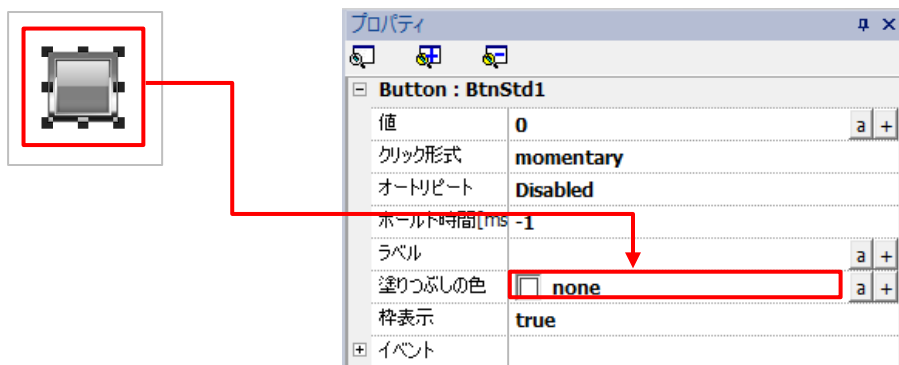 プロパティ
Button : BtnStd1
値 0 a +
クリック形式 momentary
オートリピート Disabled
ホールド時間[ms -1
ラベル a +
塗りつぶしの色 none a +
枠表示 true
イベント